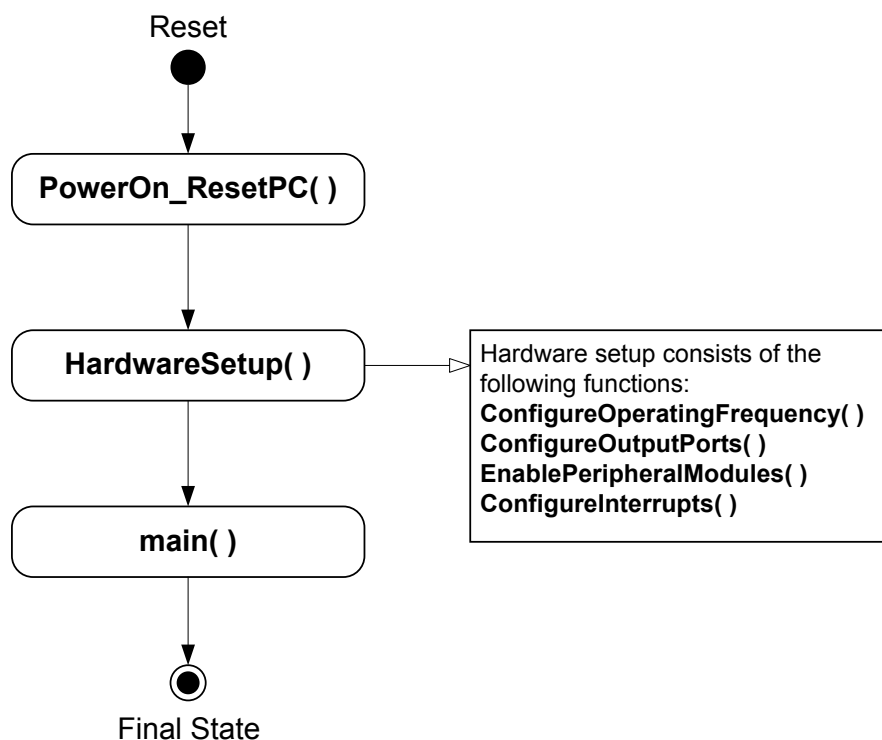 Reset
PowerOn_ResetPC( )
HardwareSetup( )
Hardware setup consists of the
following functions:
ConfigureOperatingFrequency( )
ConfigureOutputPorts( )
EnablePeripheralModules( )
ConfigureInterrupts( )
main( )
Final State